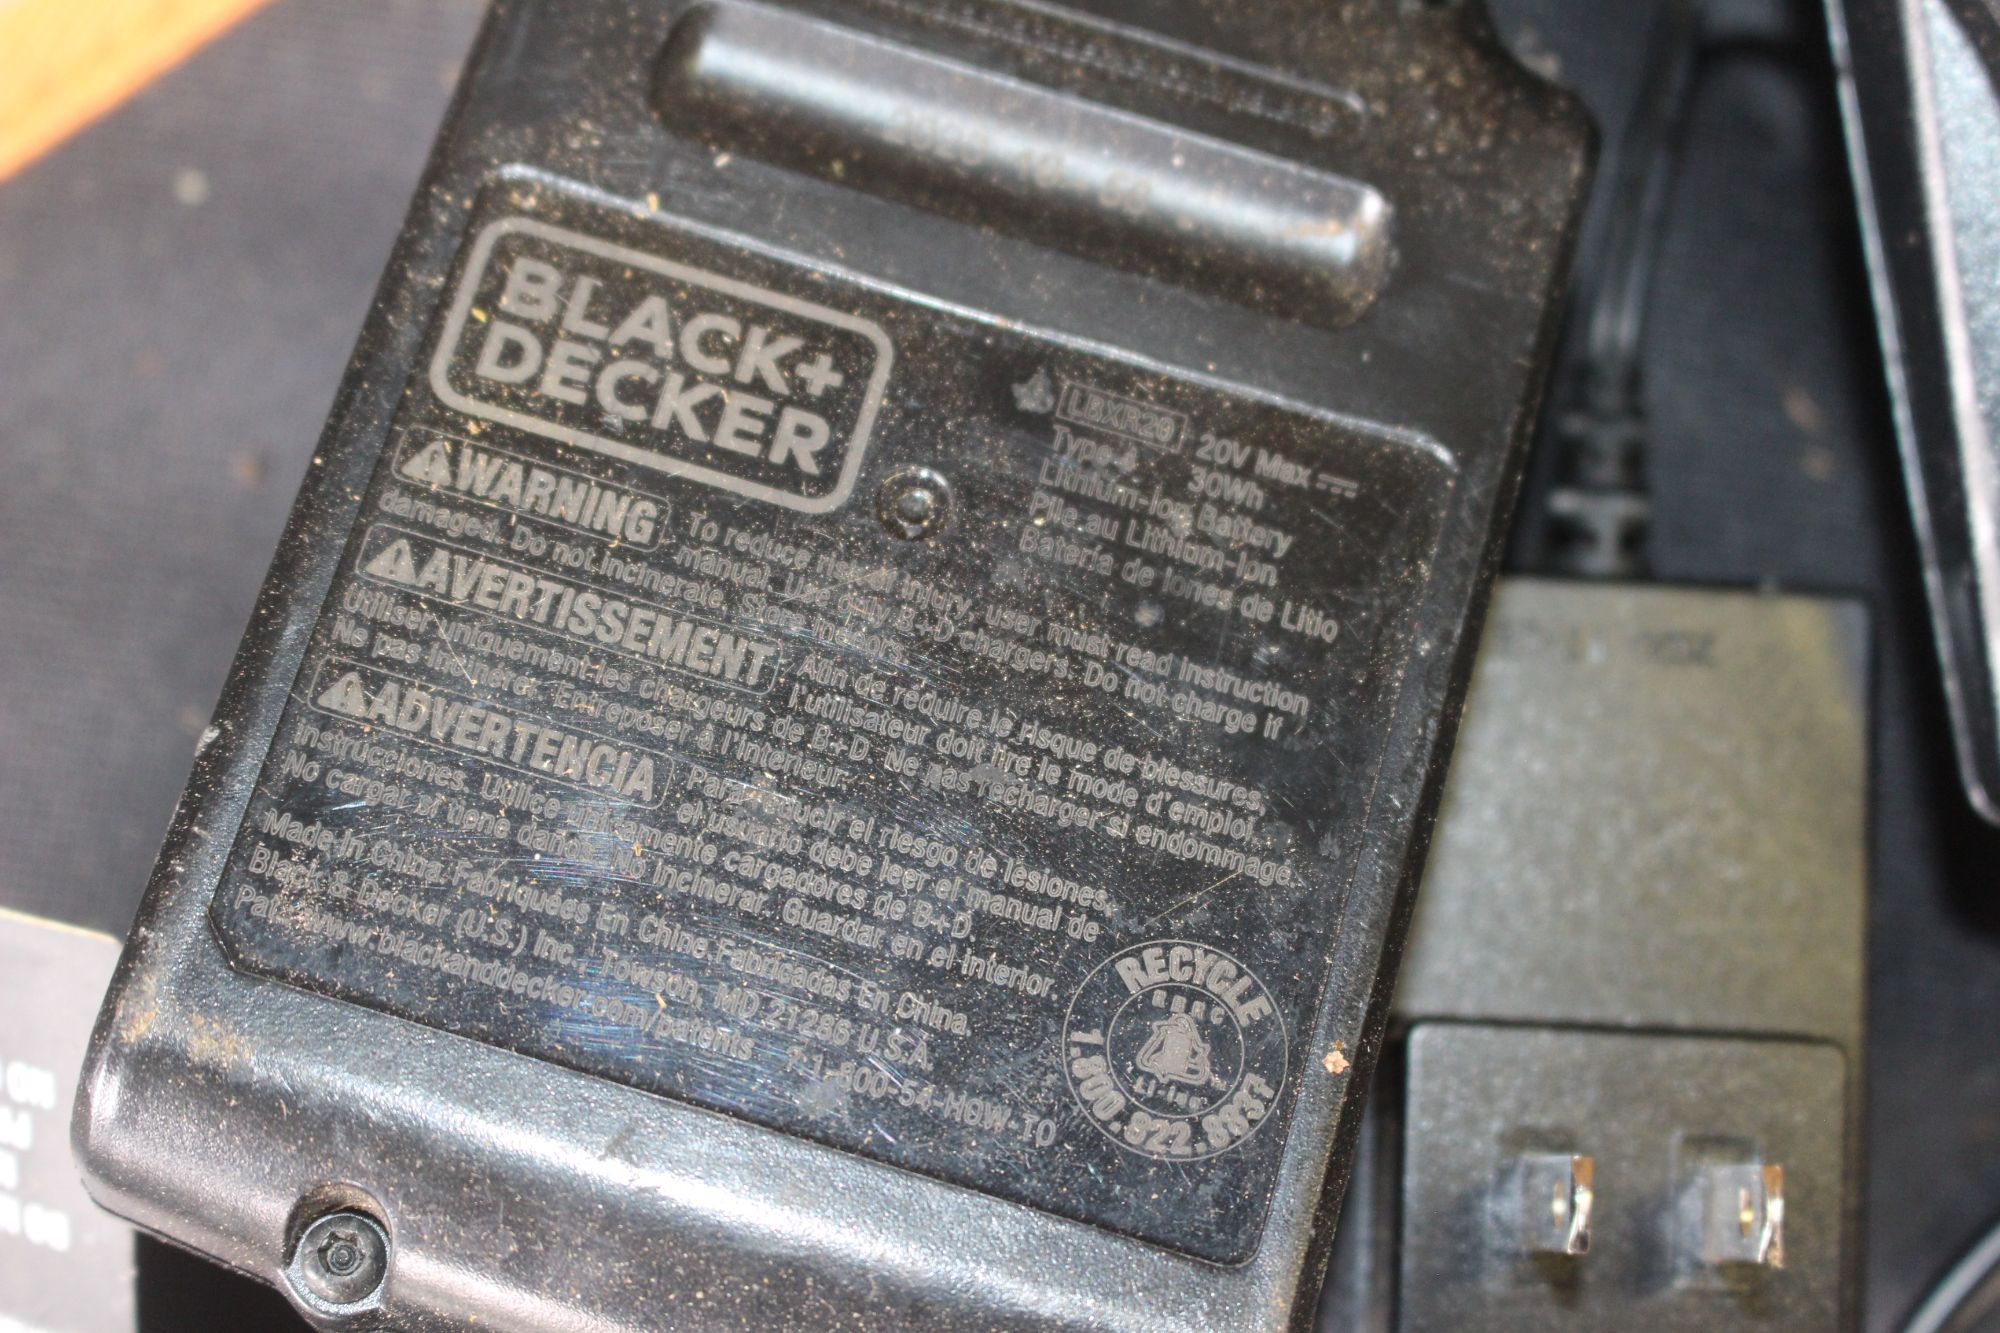 BLACK+
DECKER
LBXR20 20V Max
Type 30Wh
Lithium-Ion Battery
Pile au Lithium-Ion
Batería de Iones de Litio
WARNING To reduce risk of injury, user must read instruction
manual. Use only B+D chargers. Do not charge if
damaged. Do not incinerate. Store indoors.
AVERTISSEMENT Afin de réduire le risque de blessures,
l'utilisateur doit lire le mode d'emploi.
Utiliser uniquement les chargeurs de B+D. Ne pas recharger si endommagé.
Ne pas incinérer. Entreposer à l'intérieur.
ADVERTENCIA Para reducir el riesgo de lesiones,
el usuario debe leer el manual de
instrucciones. Utilice únicamente cargadores de B+D.
No cargar si tiene daños. No incinerar. Guardar en el interior.
Made in China. Fabriquées En Chine. Fabricadas En China.
Black & Decker (U.S.) Inc., Towson, MD 21286 U.S.A.
Pat.: www.blackanddecker.com/patents 1-800-54-HOW-TO
RECYCLE
RBRC
Li-Ion
1.800.822.8837